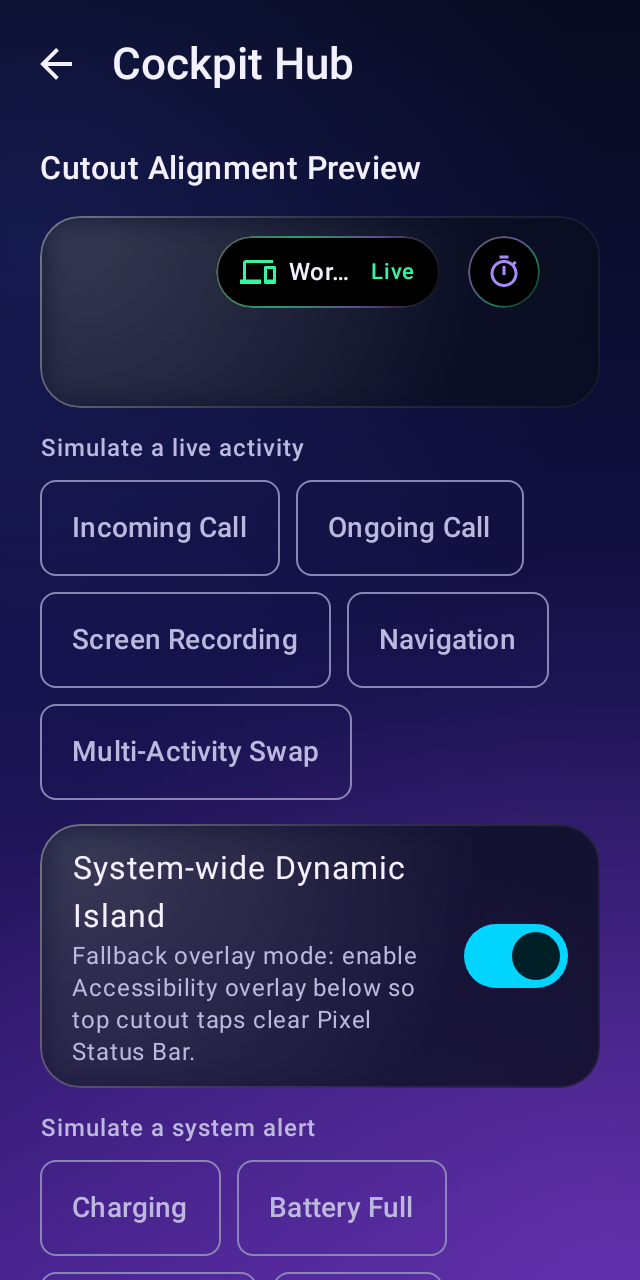 Cockpit Hub
Cutout Alignment Preview
Wor... Live
Simulate a live activity
Incoming Call Ongoing Call
Screen Recording Navigation
Multi-Activity Swap
System-wide Dynamic
Island
Fallback overlay mode: enable
Accessibility overlay below so
top cutout taps clear Pixel
Status Bar.
Simulate a system alert
Charging Battery Full